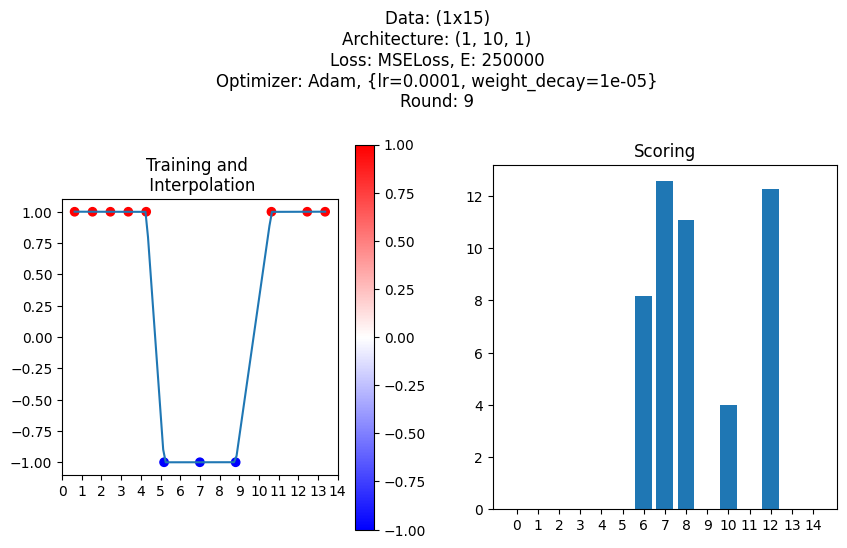 Data: (1x15)
Architecture: (1, 10, 1)
Loss: MSELoss, E: 250000
Optimizer: Adam, {lr=0.0001, weight_decay=1e-05}
Round: 9
Training and
Interpolation
1.00
0.75
0.50
0.25
0.00
−0.25
−0.50
−0.75
−1.00
0 1 2 3 4 5 6 7 8 9 10 11 12 13 14
1.00
0.75
0.50
0.25
0.00
−0.25
−0.50
−0.75
−1.00
Scoring
12
10
8
6
4
2
0
0 1 2 3 4 5 6 7 8 9 10 11 12 13 14